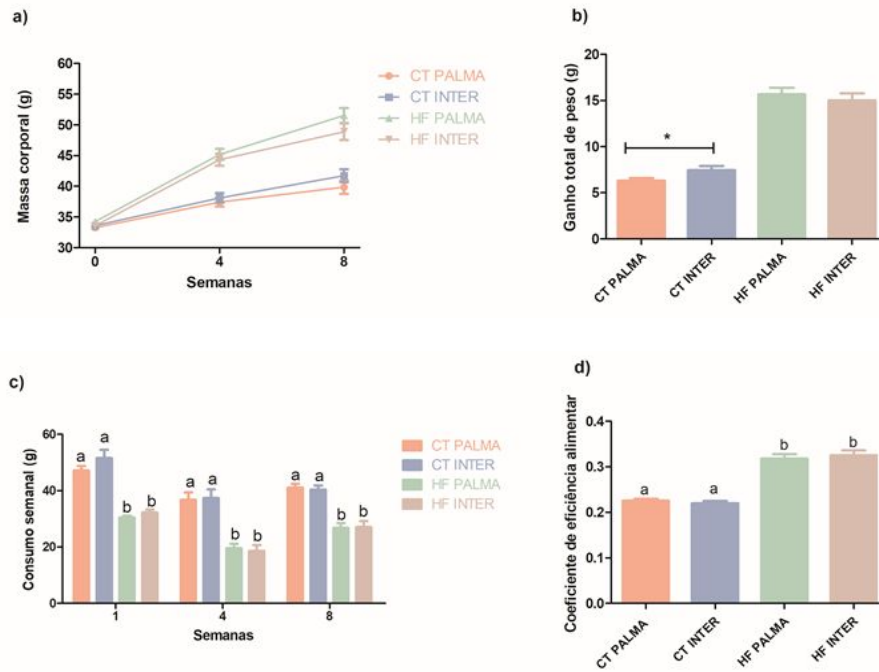 a)
Massa corporal (g)
60
55
50
45
40
35
30
0
4
8
Semanas
CT PALMA
CT INTER
HF PALMA
HF INTER
b)
Ganho total de peso (g)
20
15
10
5
0
*
CT PALMA
CT INTER
HF PALMA
HF INTER
c)
Consumo semanal (g)
60
40
20
0
a
a
b
b
a
a
b
b
a
a
b
b
1
4
8
Semanas
CT PALMA
CT INTER
HF PALMA
HF INTER
d)
Coeficiente de eficiência alimentar
0.4
0.3
0.2
0.1
0.0
a
a
b
b
CT PALMA
CT INTER
HF PALMA
HF INTER